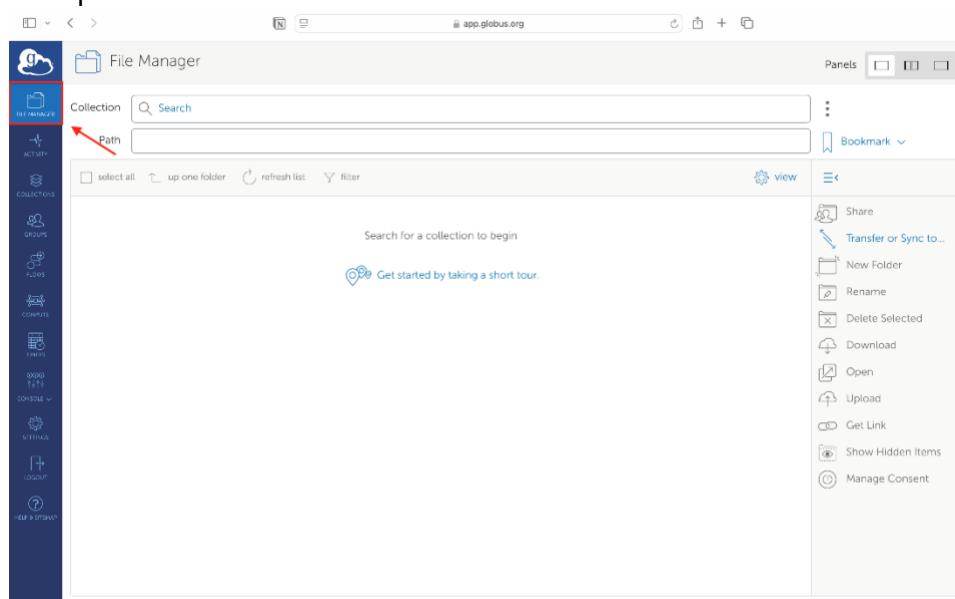 app.globus.org
File Manager
Panels
FILE MANAGER
Collection
Search
Path
Bookmark
ACTIVITY
select all
up one folder
refresh list
filter
view
COLLECTIONS
Share
Search for a collection to begin
GROUPS
Transfer or Sync to...
New Folder
Get started by taking a short tour.
FLOWS
Rename
COMPUTE
Delete Selected
Download
TIMERS
Open
CONSOLE
Upload
Get Link
SETTINGS
Show Hidden Items
LOGOUT
Manage Consent
HELP & SITEMAP